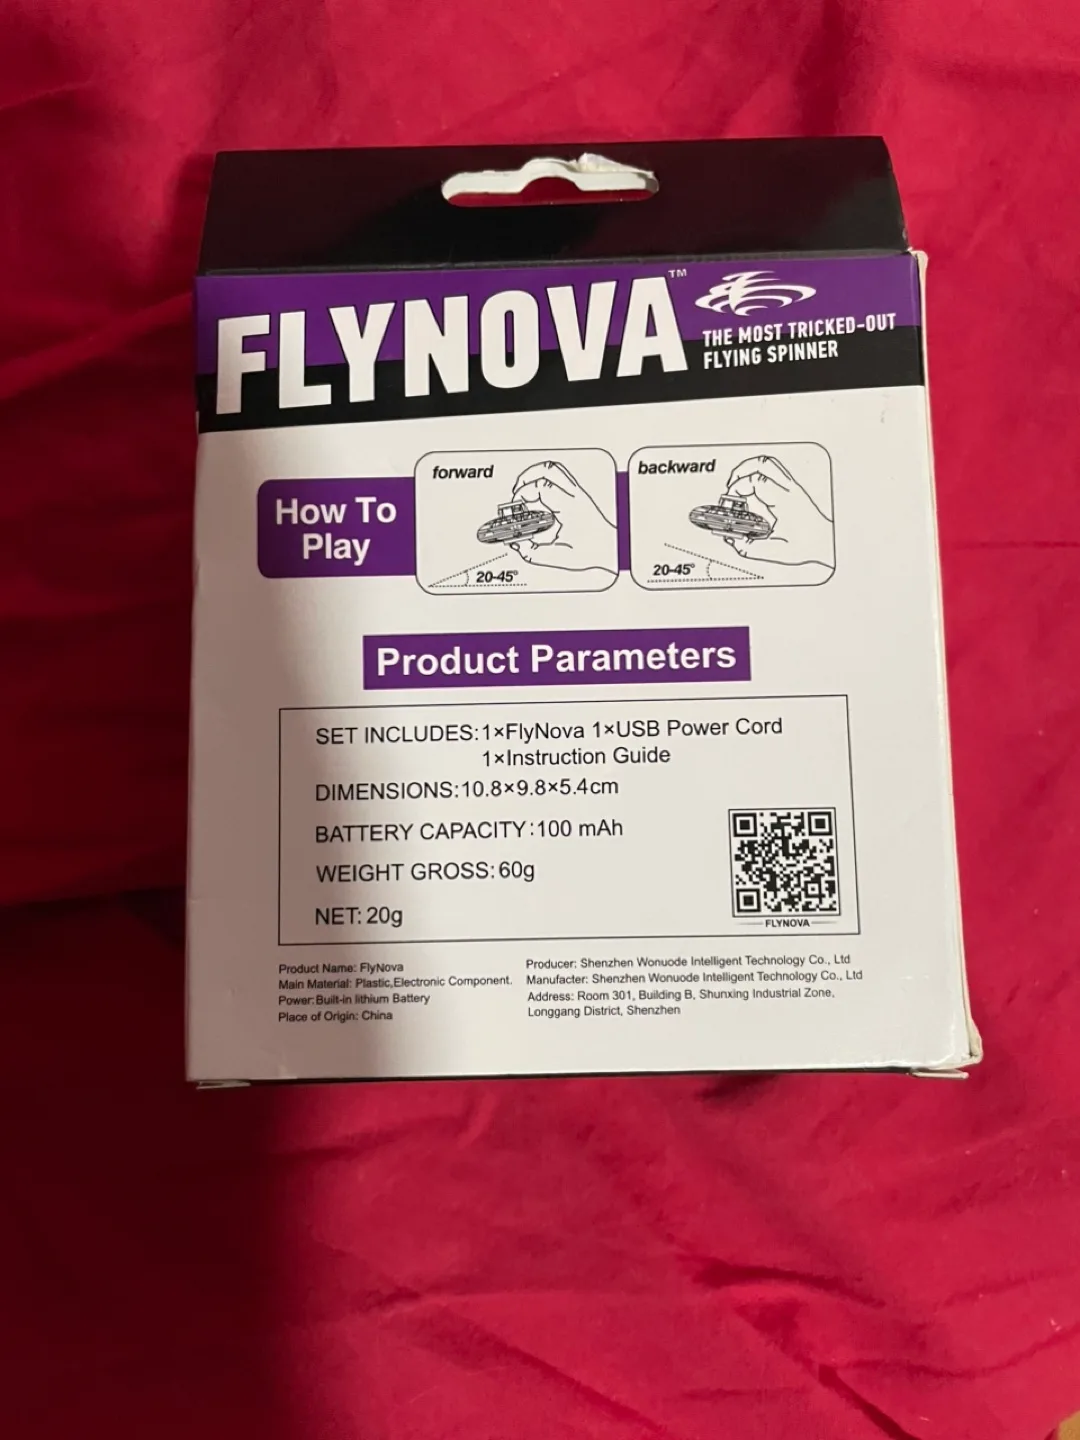 FLYNOVA™
THE MOST TRICKED-OUT
FLYING SPINNER
How To
Play
forward
20-45°
backward
20-45°
Product Parameters
SET INCLUDES:1×FlyNova 1×USB Power Cord
1×Instruction Guide
DIMENSIONS:10.8×9.8×5.4cm
BATTERY CAPACITY:100 mAh
WEIGHT GROSS:60g
NET: 20g
FLYNOVA
Product Name: FlyNova
Main Material: Plastic,Electronic Component.
Power: Built-in lithium Battery
Place of Origin: China
Producer: Shenzhen Wonuode Intelligent Technology Co., Ltd
Manufacter: Shenzhen Wonuode Intelligent Technology Co., Ltd
Address: Room 301, Building B, Shunxing Industrial Zone,
Longgang District, Shenzhen